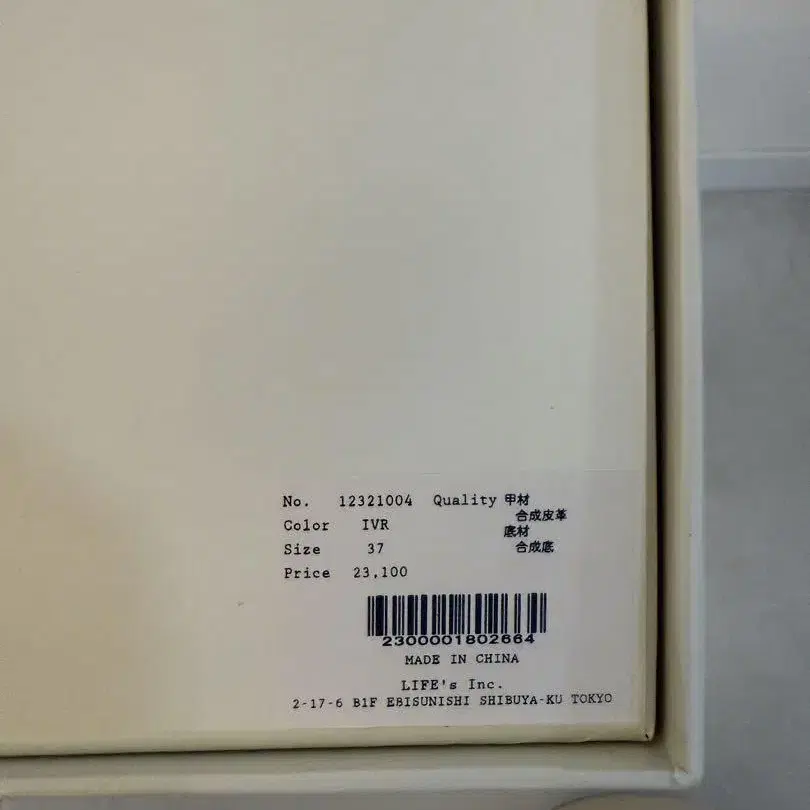 No. 12321004 Quality 甲材
合成皮革
Color IVR
底材
Size 37
合成底
Price 23,100
2300001802664
MADE IN CHINA
LIFE's Inc.
2-17-6 B1F EBISUNISHI SHIBUYA-KU TOKYO